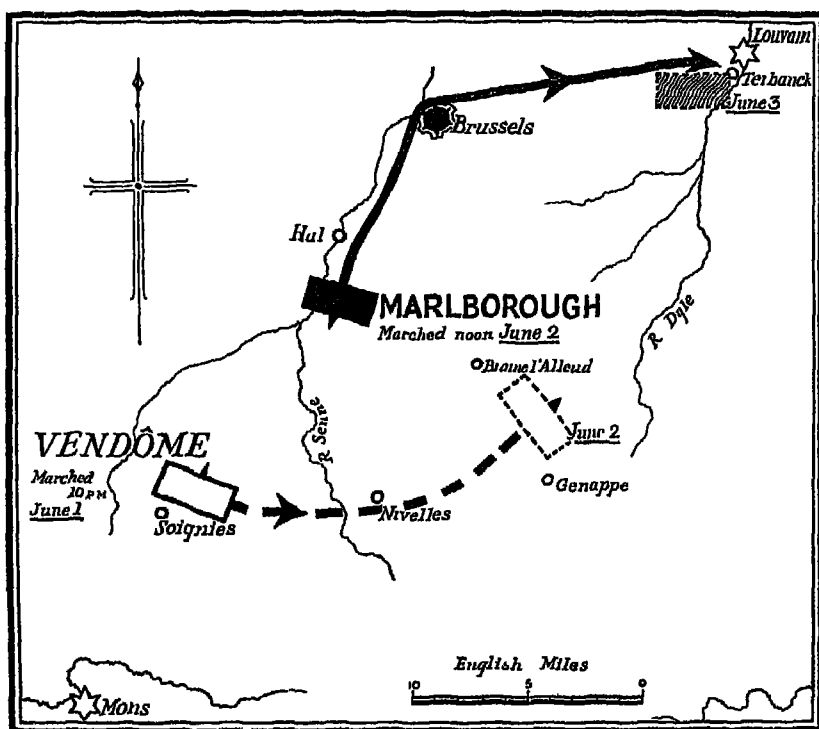 Louvain
Terbanck
June 3
Brussels
Hal
MARLBOROUGH
Marched noon June 2
R Dyle
Braine l'Alleud
R Senne
VENDÔME
June 2
Marched
10 PM
June 1
Genappe
Nivelles
Soignies
English Miles
10 5 0
Mons